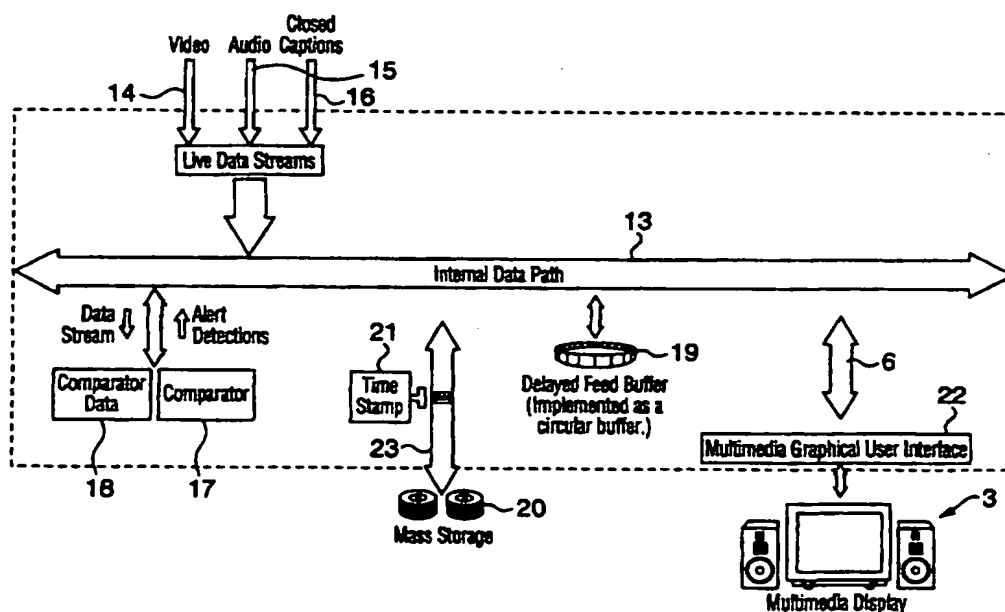 Video
Audio
Closed
Captions
14
15
16
Live Data Streams
13
Internal Data Path
Data
Stream
Alert
Detections
21
Time
Stamp
19
Delayed Feed Buffer
(Implemented as a
circular buffer.)
6
22
Comparator
Data
Comparator
18
17
23
Multimedia Graphical User Interface
20
Mass Storage
3
Multimedia Display